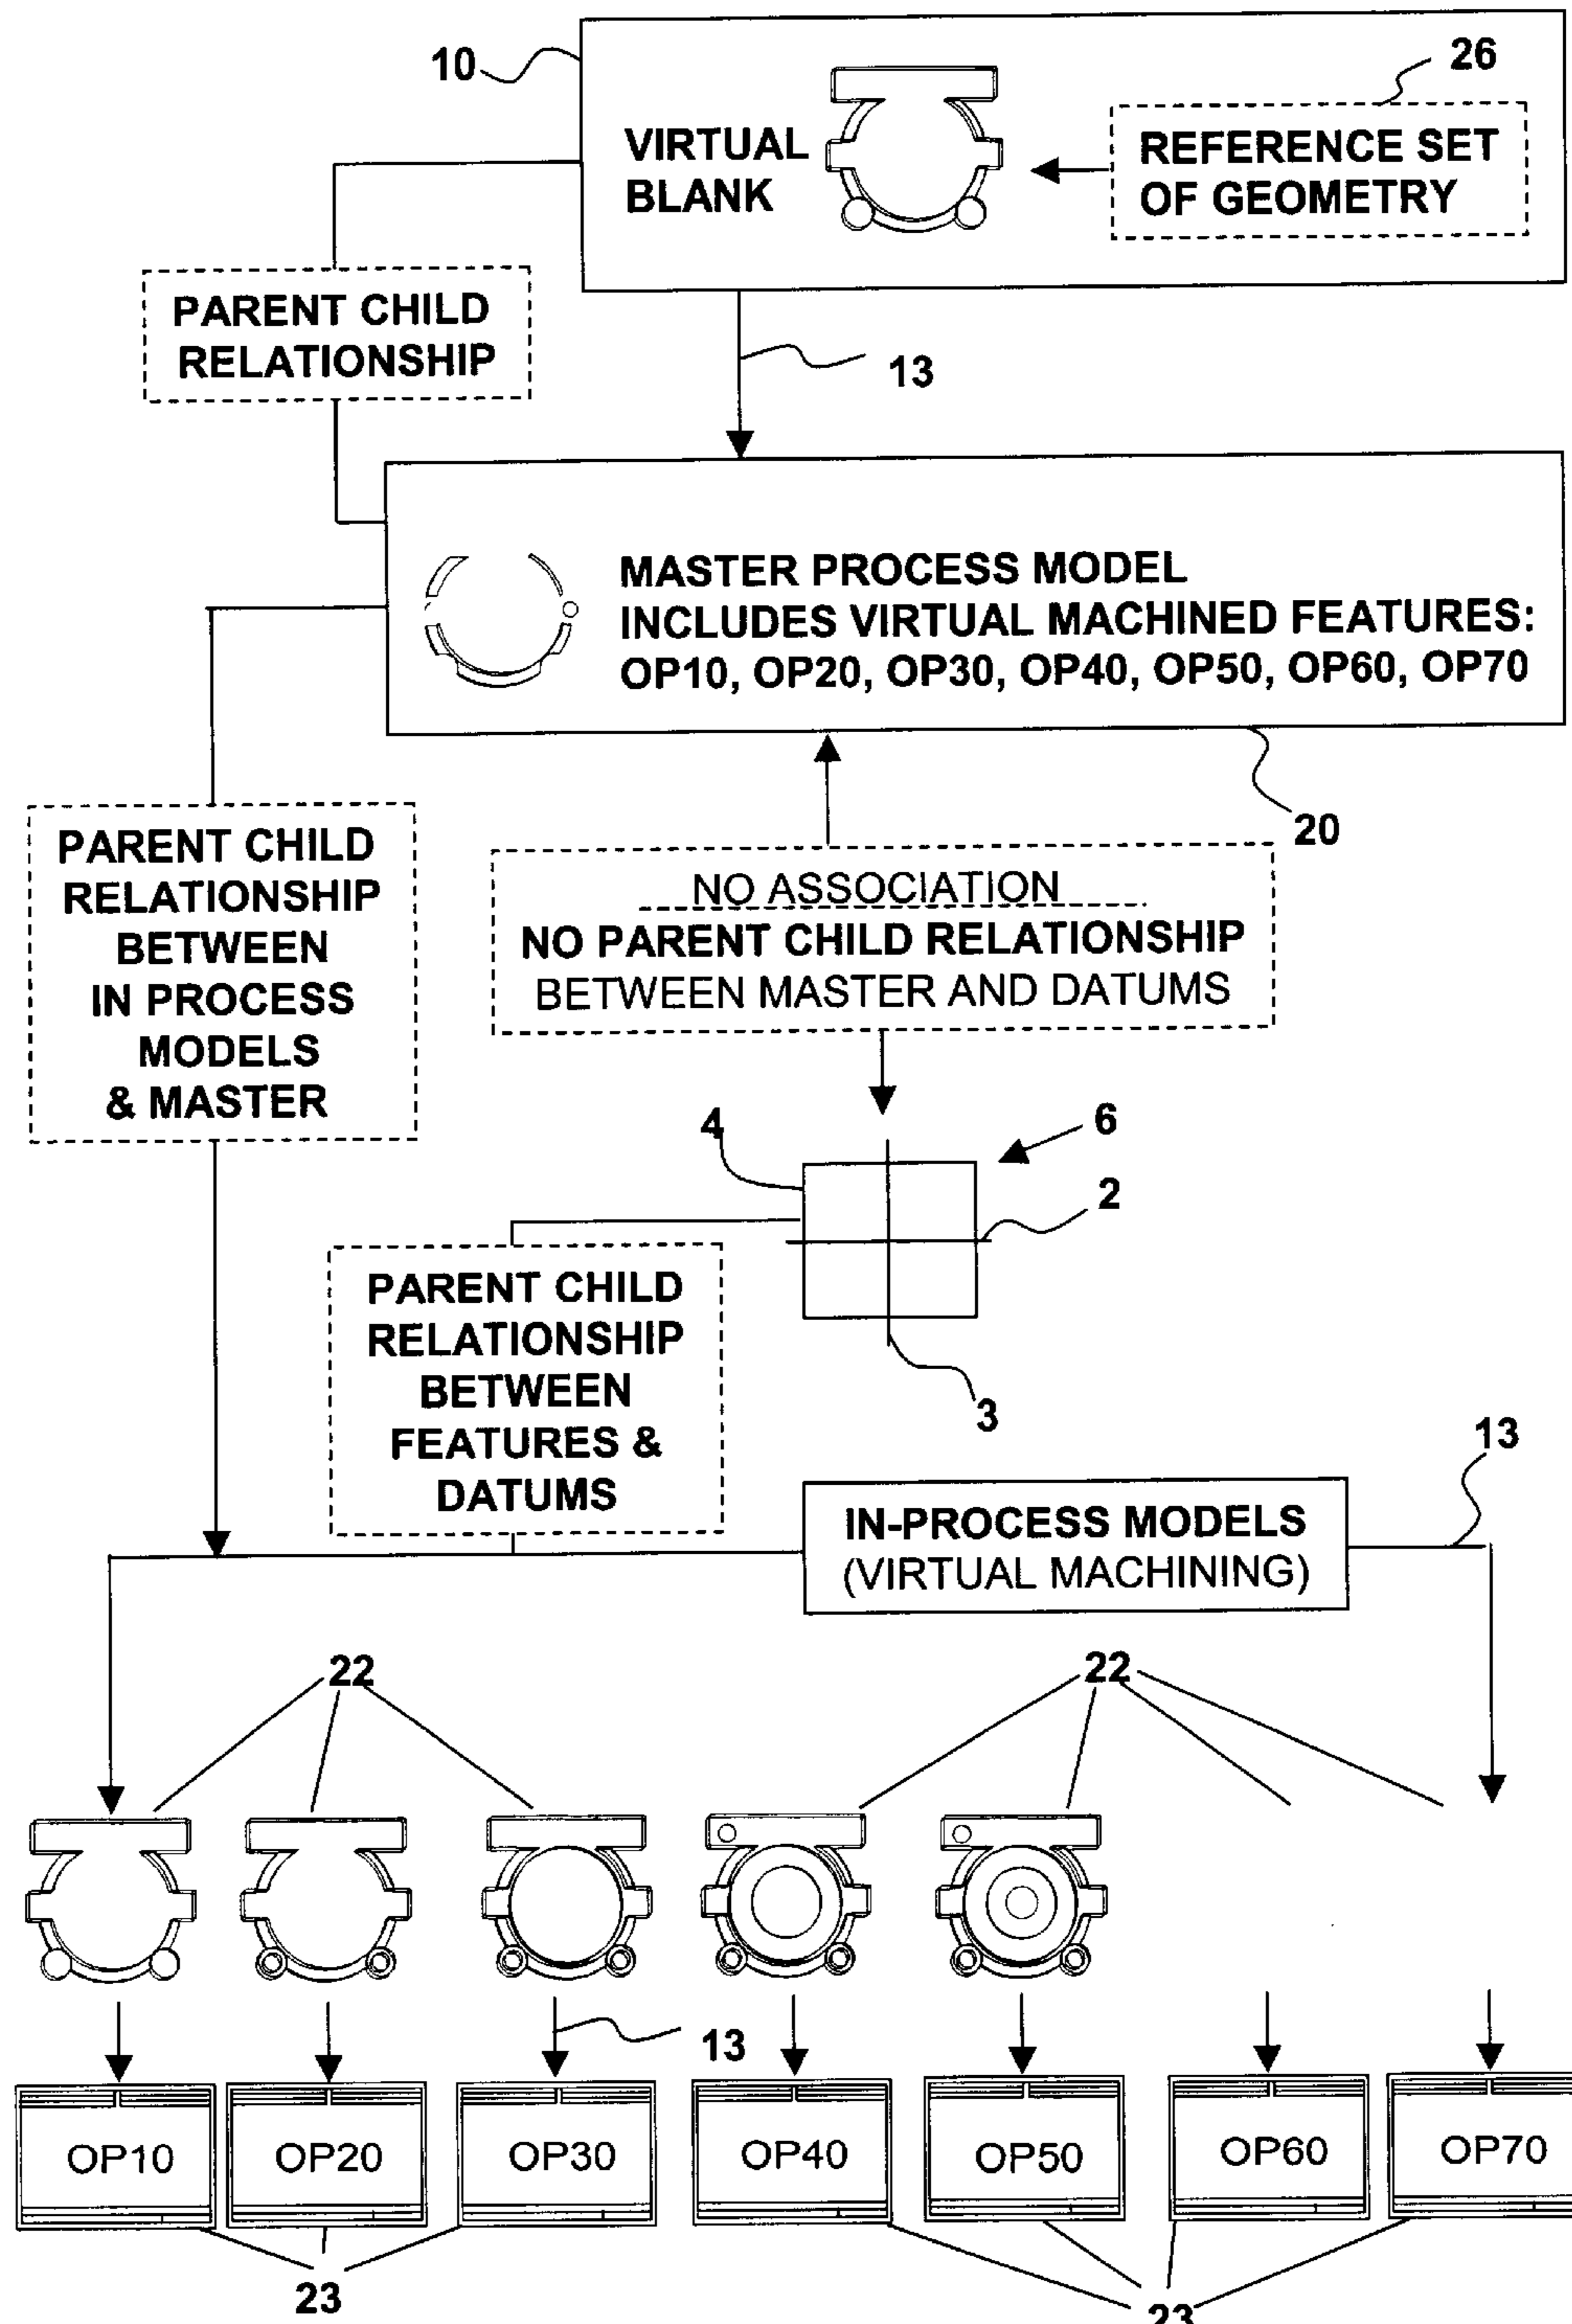 10
26
VIRTUAL
BLANK
REFERENCE SET
OF GEOMETRY
PARENT CHILD
RELATIONSHIP
13
MASTER PROCESS MODEL
INCLUDES VIRTUAL MACHINED FEATURES:
OP10, OP20, OP30, OP40, OP50, OP60, OP70
20
PARENT CHILD
RELATIONSHIP
BETWEEN
IN PROCESS
MODELS
& MASTER
NO ASSOCIATION
NO PARENT CHILD RELATIONSHIP
BETWEEN MASTER AND DATUMS
4
6
2
3
PARENT CHILD
RELATIONSHIP
BETWEEN
FEATURES &
DATUMS
13
IN-PROCESS MODELS
(VIRTUAL MACHINING)
22
22
13
OP10
OP20
OP30
OP40
OP50
OP60
OP70
23
23